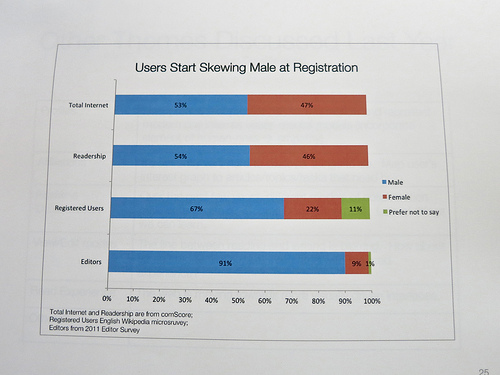 Users Start Skewing Male at Registration
Total Internet
53%
47%
Readership
54%
46%
Male
Female
Registered Users
67%
22%
11%
Prefer not to say
Editors
91%
9%
1%
0% 10% 20% 30% 40% 50% 60% 70% 80% 90% 100%
Total Internet and Readership are from comScore;
Registered Users English Wikipedia microsruvey;
Editors from 2011 Editor Survey
25